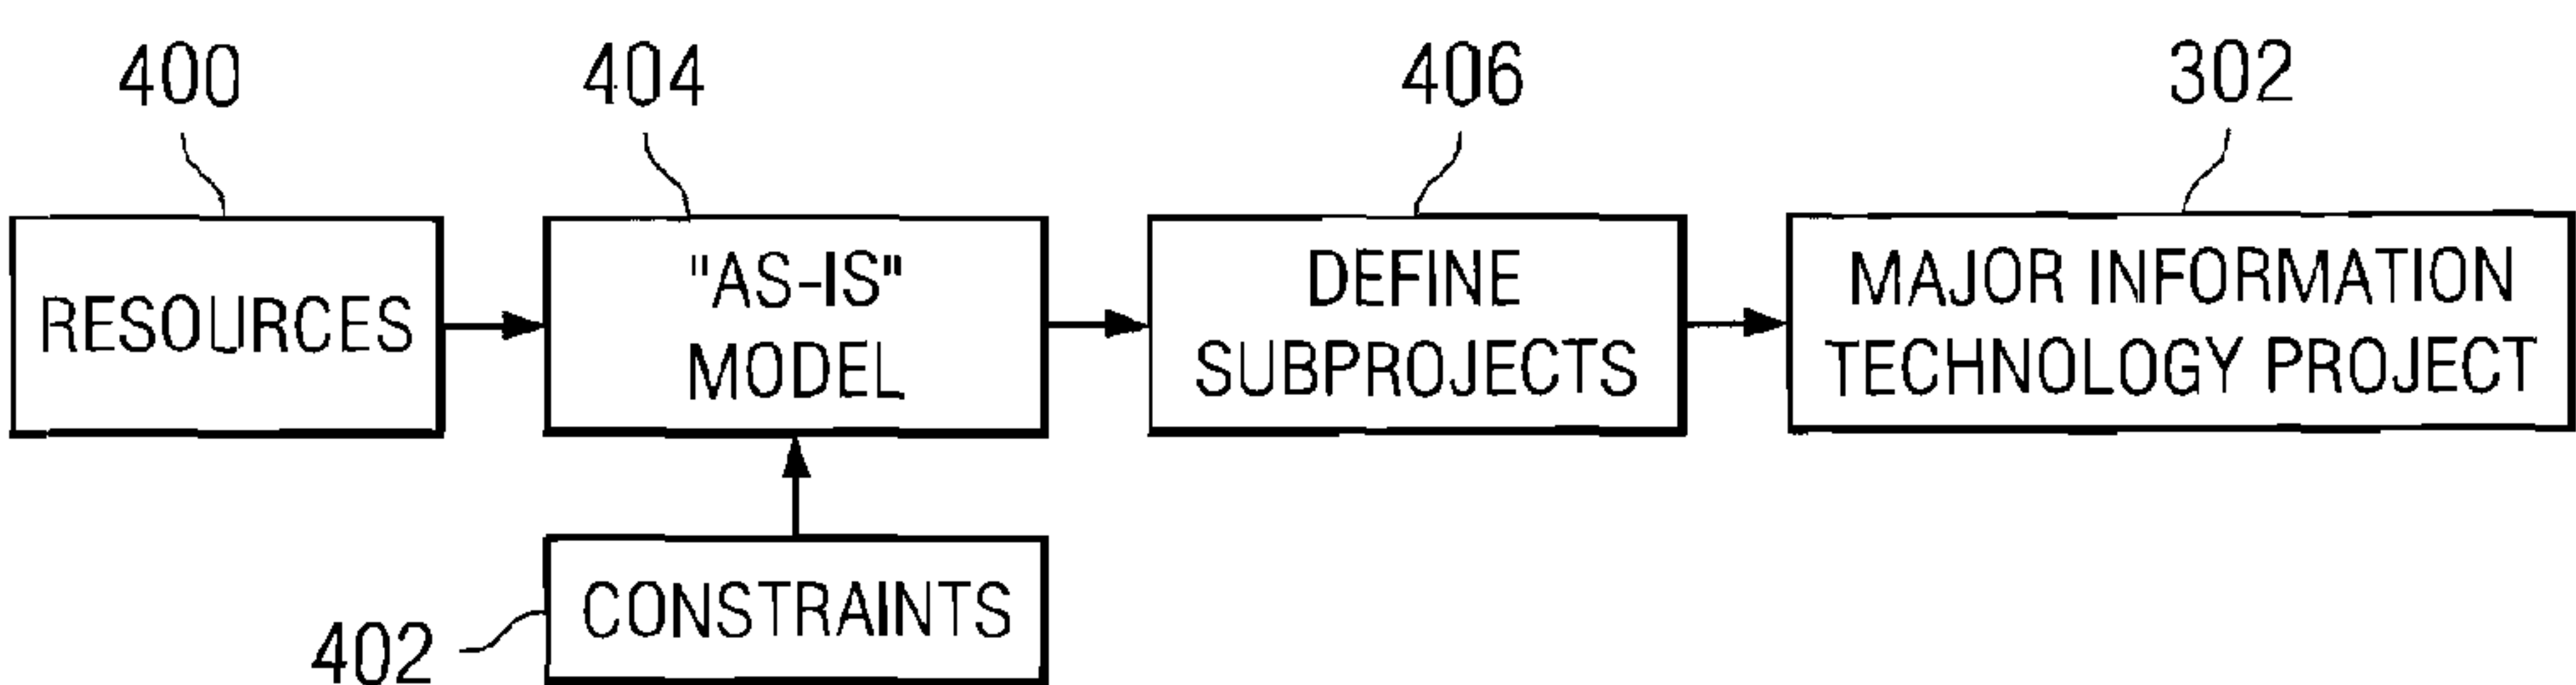 400
404
406
302
RESOURCES
"AS-IS"
MODEL
DEFINE
SUBPROJECTS
MAJOR INFORMATION
TECHNOLOGY PROJECT
CONSTRAINTS
402